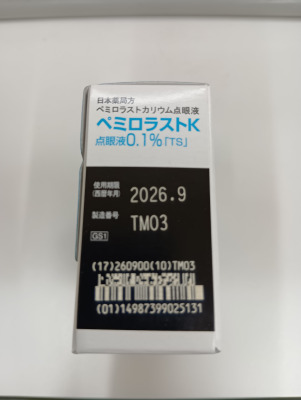 日本薬局方
ペミロラストカリウム点眼液
ペミロラストK
点眼液0.1%「TS」
使用期限
(西暦年月)
2026.9
製造番号
TM03
GS1
(17)260900(10)TM03
(01)14987399025131